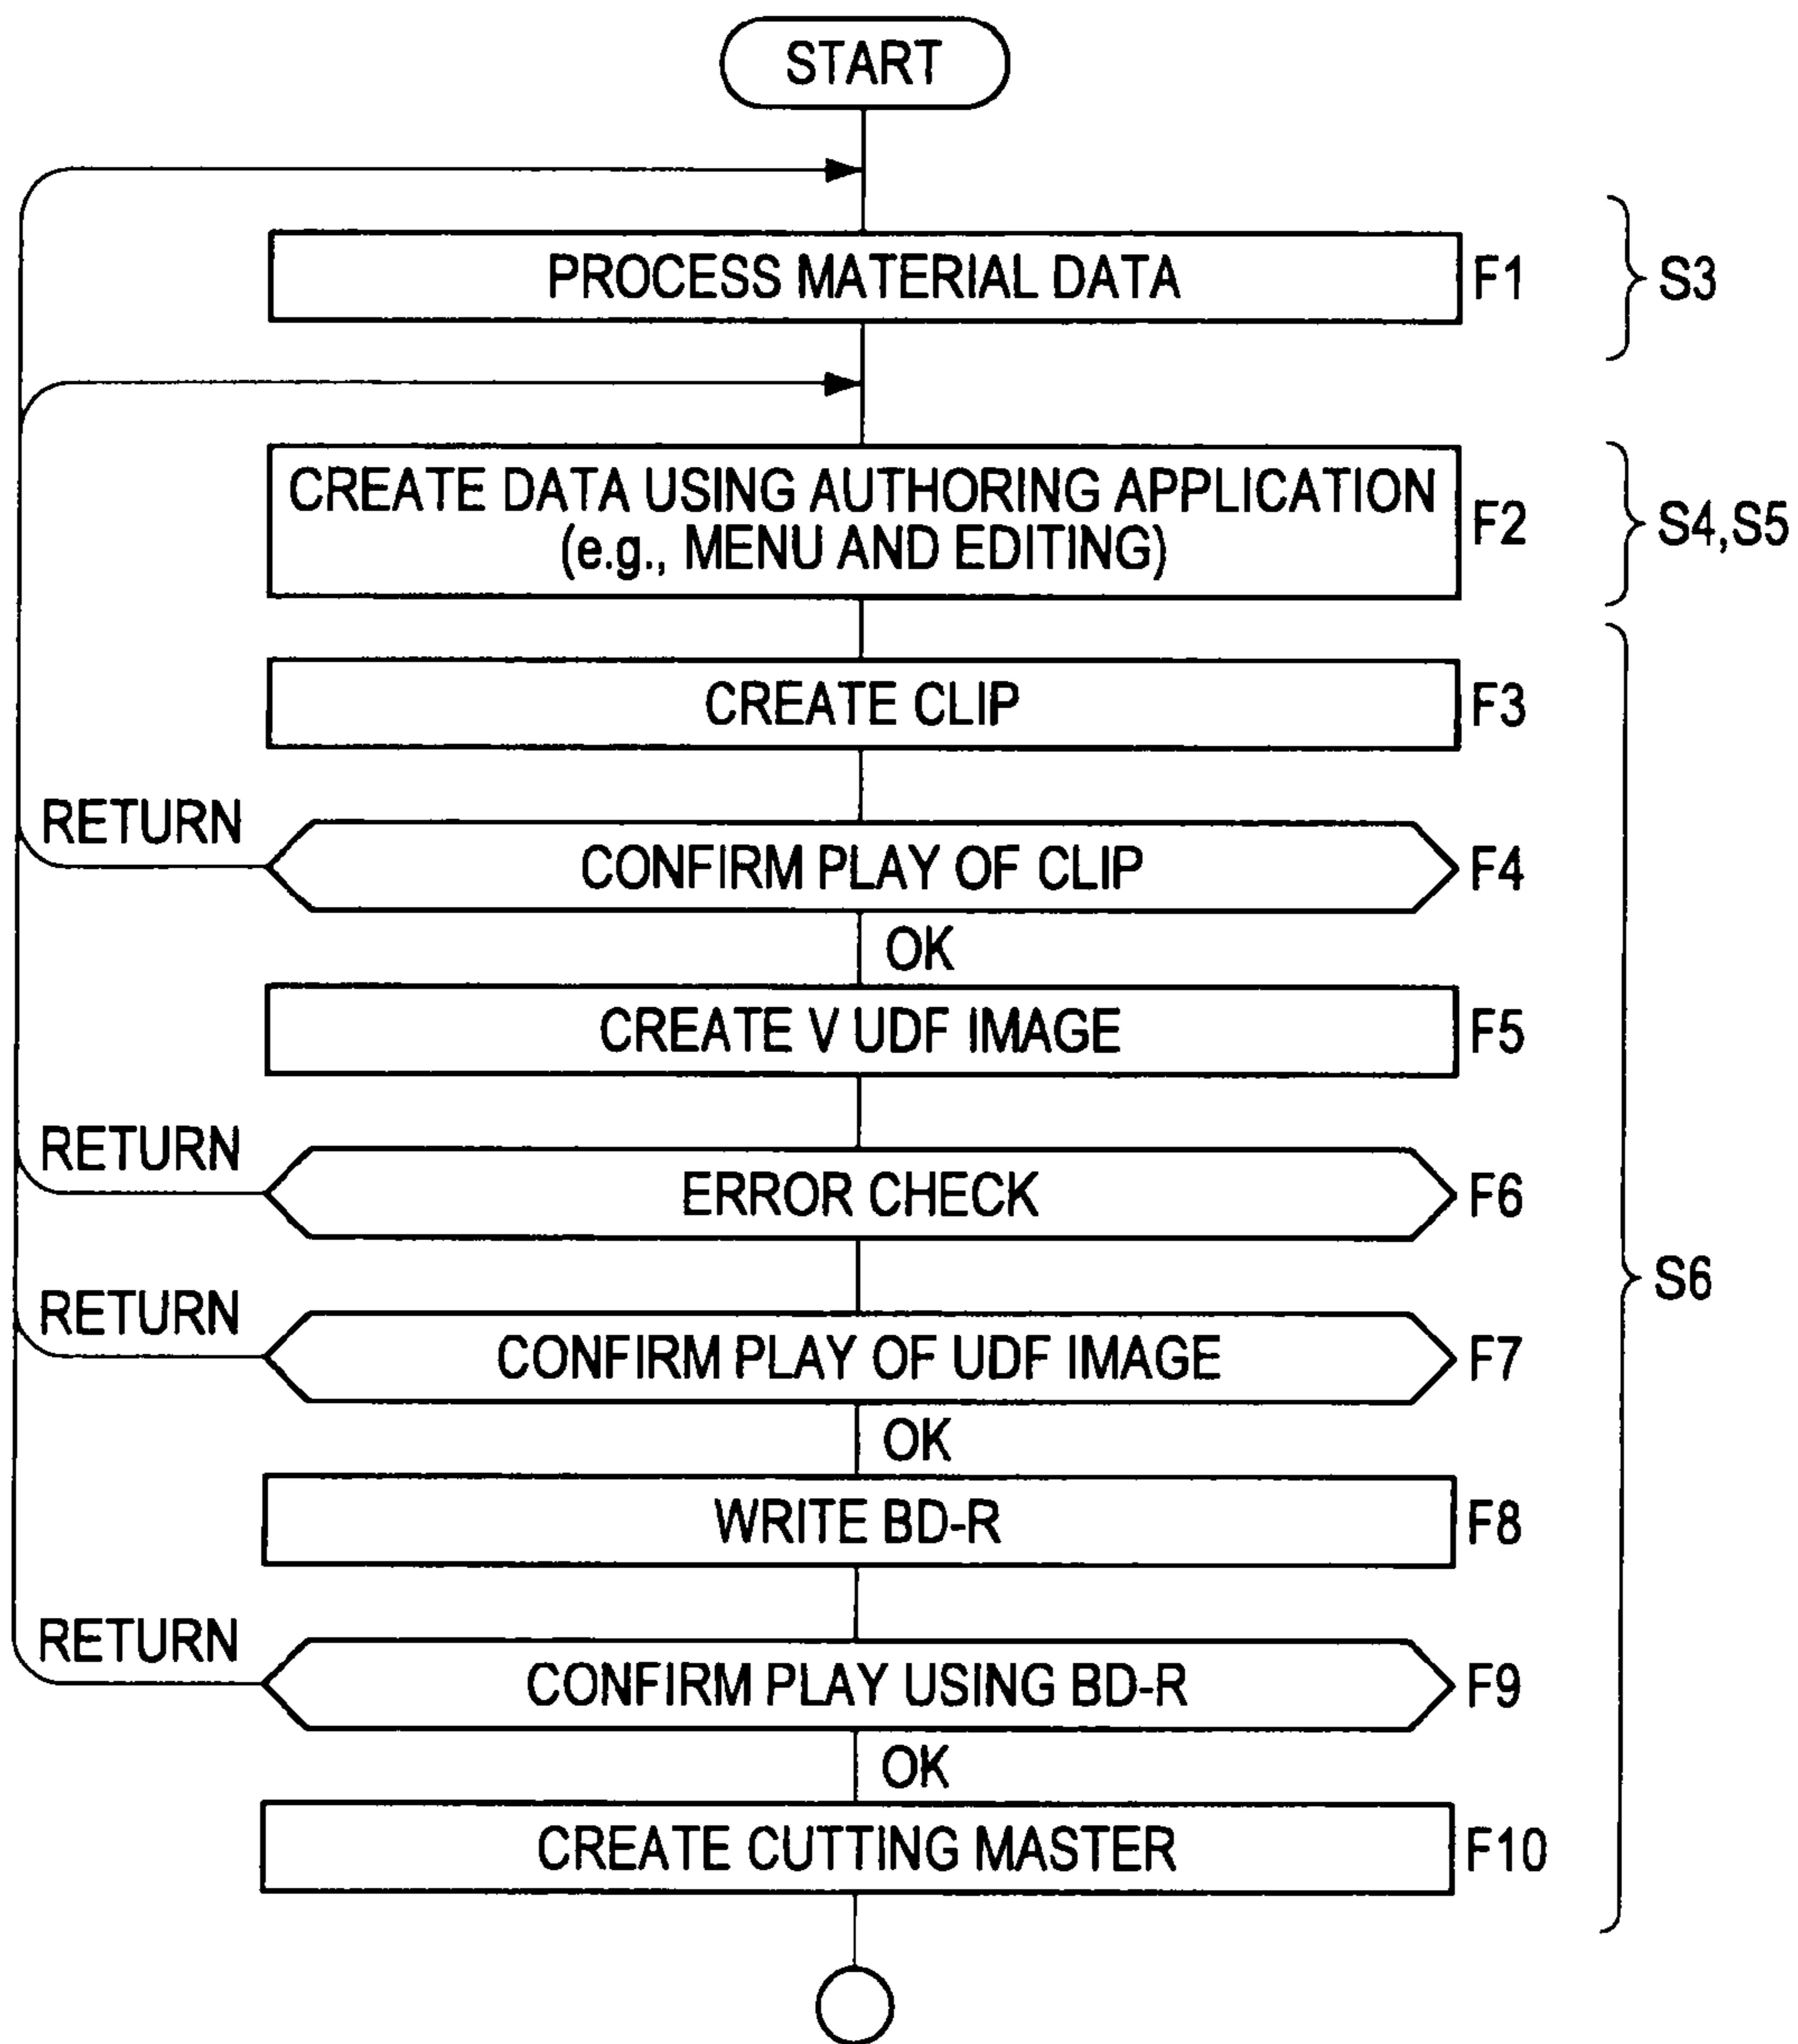 START
PROCESS MATERIAL DATA F1
S3
CREATE DATA USING AUTHORING APPLICATION
(e.g., MENU AND EDITING)
F2
S4,S5
CREATE CLIP F3
RETURN
CONFIRM PLAY OF CLIP F4
OK
CREATE V UDF IMAGE F5
RETURN
ERROR CHECK F6
S6
RETURN
CONFIRM PLAY OF UDF IMAGE F7
OK
WRITE BD-R F8
RETURN
CONFIRM PLAY USING BD-R F9
OK
CREATE CUTTING MASTER F10